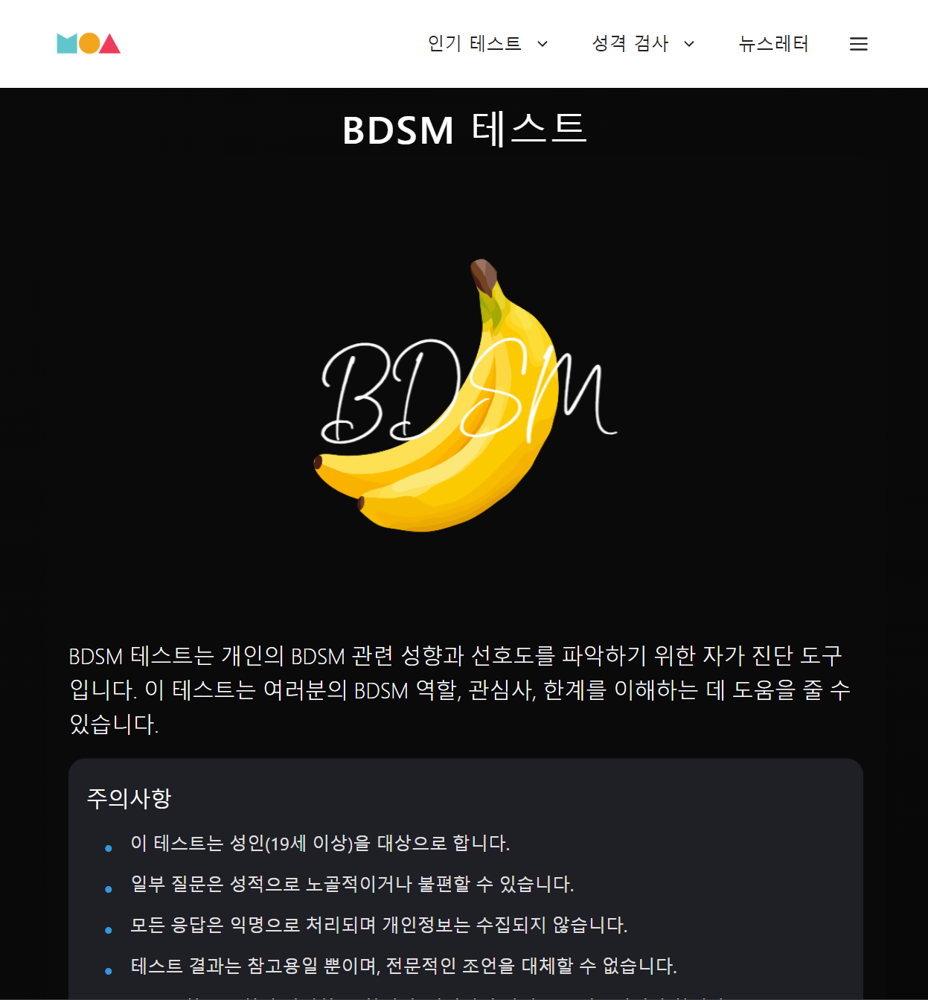 MOA
인기 테스트
성격 검사
뉴스레터
BDSM 테스트
BDSM
BDSM 테스트는 개인의 BDSM 관련 성향과 선호도를 파악하기 위한 자가 진단 도구
입니다. 이 테스트는 여러분의 BDSM 역할, 관심사, 한계를 이해하는 데 도움을 줄 수
있습니다.
주의사항
이 테스트는 성인(19세 이상)을 대상으로 합니다.
일부 질문은 성적으로 노골적이거나 불편할 수 있습니다.
모든 응답은 익명으로 처리되며 개인정보는 수집되지 않습니다.
테스트 결과는 참고용일 뿐이며, 전문적인 조언을 대체할 수 없습니다.